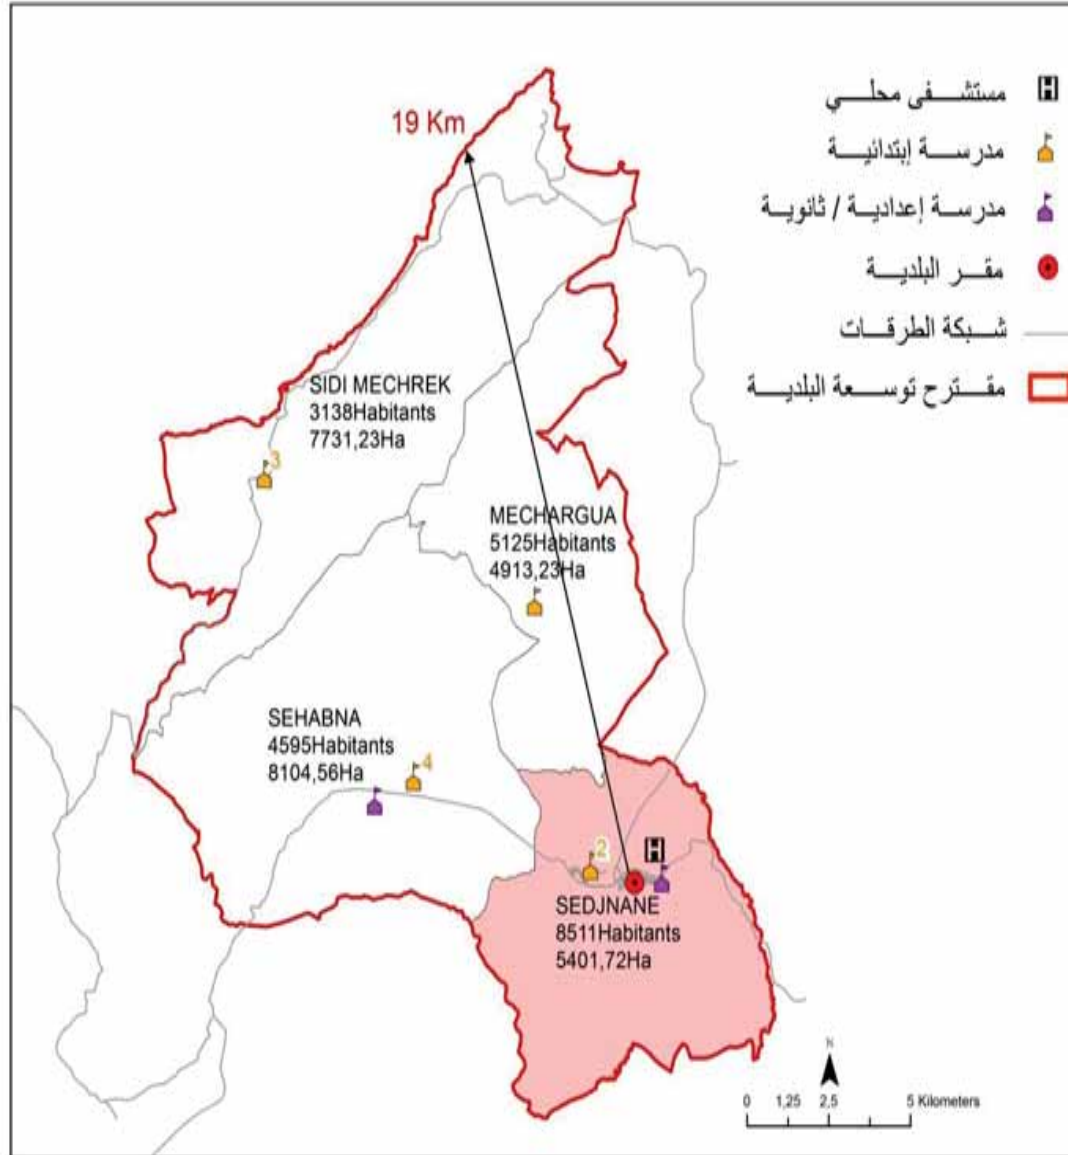 مستشفى محلي
مدرسة إبتدائية
مدرسة إعدادية / ثانوية
مقر البلدية
شبكة الطرقات
مقترح توسعة البلدية
19 Km
SIDI MECHREK
3138Habitants
7731,23Ha
3
MECHARGUA
5125Habitants
4913,23Ha
SEHABNA
4595Habitants
8104,56Ha
4
2
H
SEDJNANE
8511Habitants
5401,72Ha
N
0 1,25 2,5 5 Kilometers